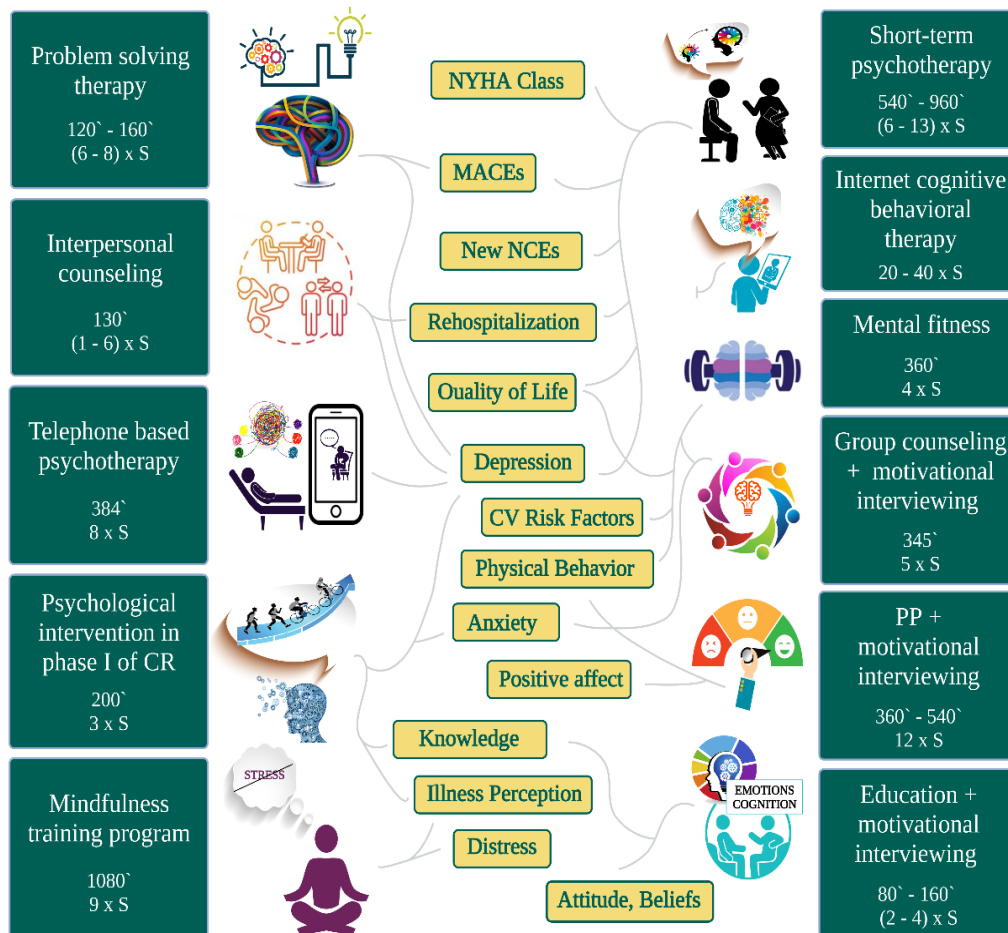 Problem solving
therapy
120` - 160`
(6 - 8) x S
Interpersonal
counseling
130`
(1 - 6) x S
Telephone based
psychotherapy
384`
8 x S
Psychological
intervention in
phase I of CR
200`
3 x S
Mindfulness
training program
1080`
9 x S
STRESS
NYHA Class
MACEs
New NCEs
Rehospitalization
Ouality of Life
Depression
CV Risk Factors
Physical Behavior
Anxiety
Positive affect
Knowledge
Illness Perception
Distress
Attitude, Beliefs
EMOTIONS
COGNITION
Short-term
psychotherapy
540` - 960`
(6 - 13) x S
Internet cognitive
behavioral
therapy
20 - 40 x S
Mental fitness
360`
4 x S
Group counseling
+ motivational
interviewing
345`
5 x S
PP +
motivational
interviewing
360` - 540`
12 x S
Education +
motivational
interviewing
80` - 160`
(2 - 4) x S